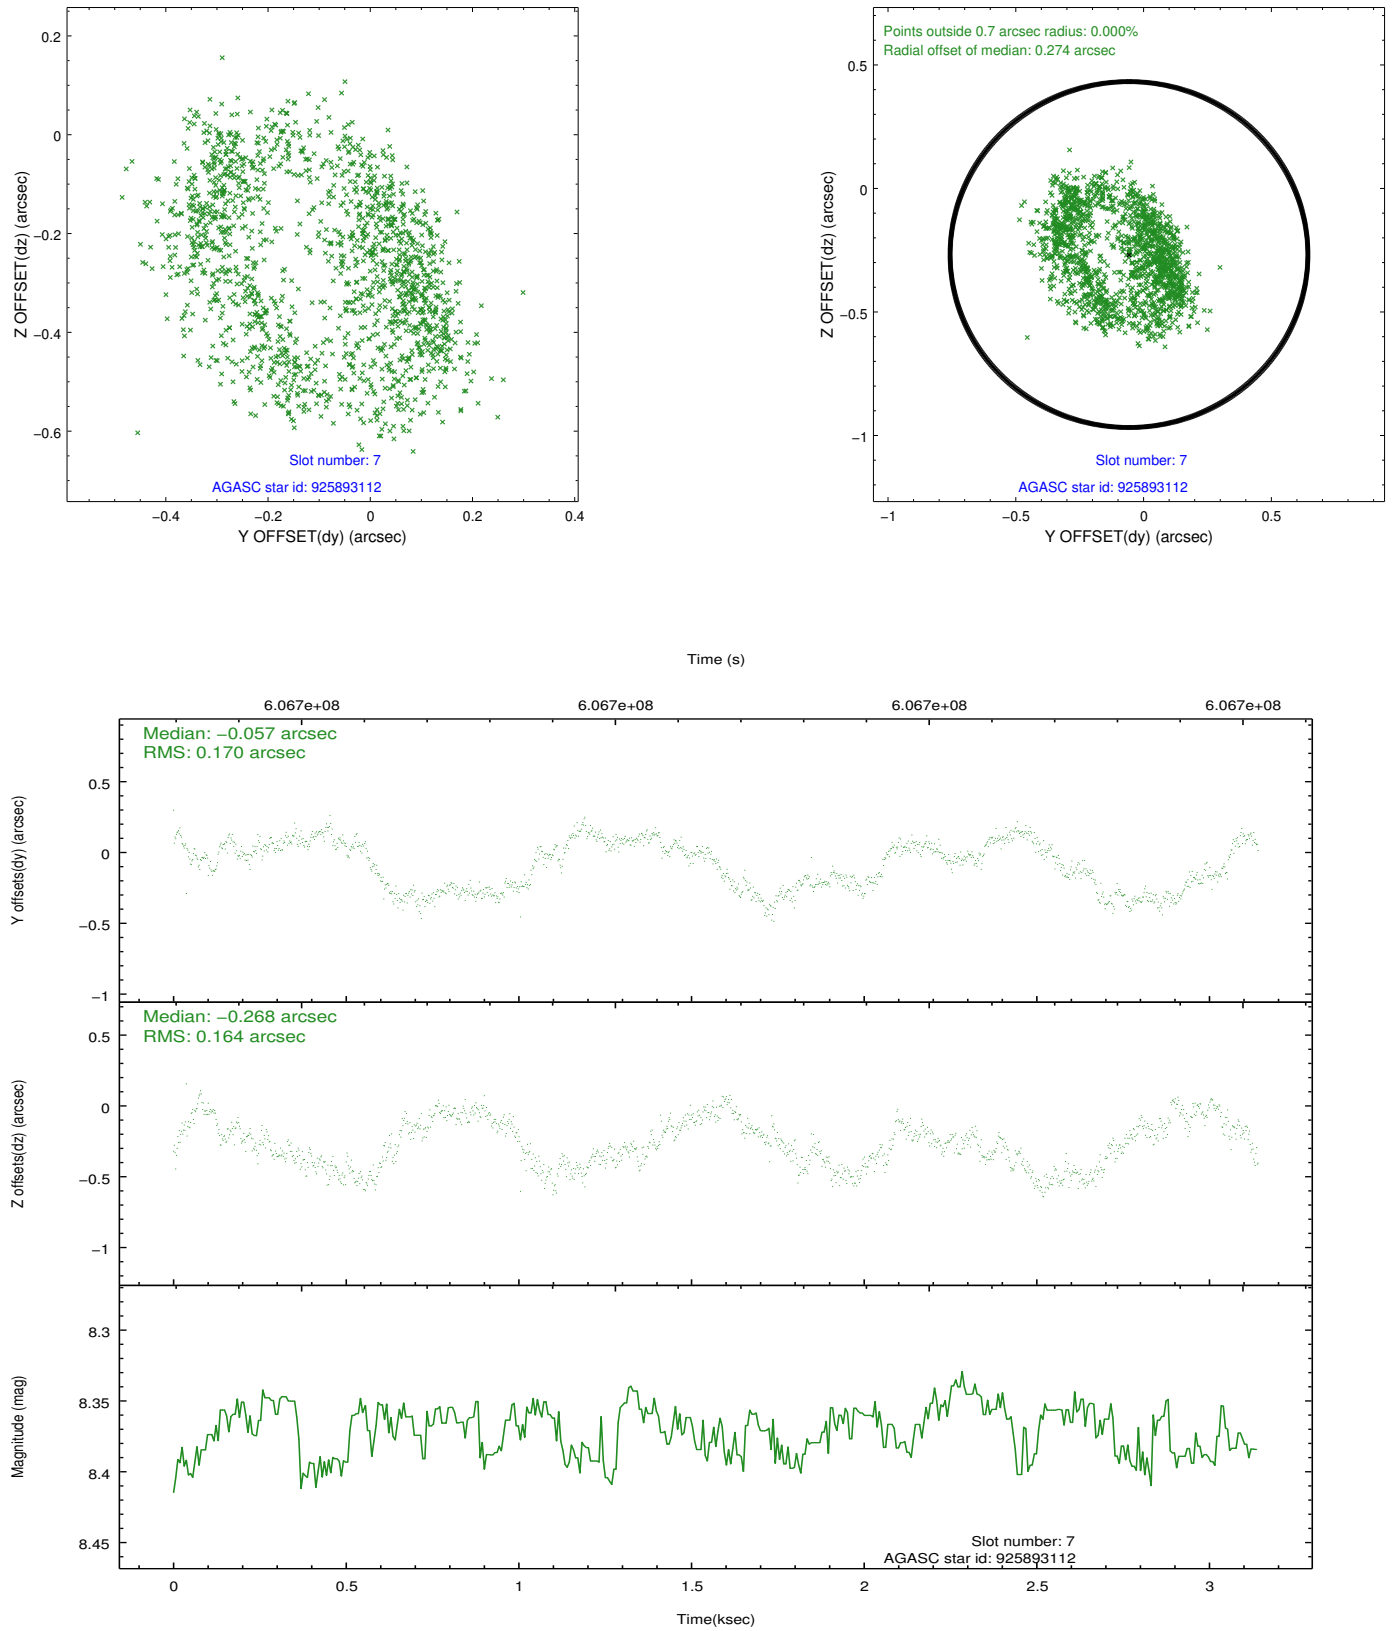 0.2
0
−0.2
−0.4
−0.6
Z OFFSET(dz) (arcsec)
Slot number: 7
AGASC star id: 925893112
−0.4
−0.2
0
0.2
0.4
Y OFFSET(dy) (arcsec)
Points outside 0.7 arcsec radius: 0.000%
Radial offset of median: 0.274 arcsec
0.5
0
−0.5
−1
Z OFFSET(dz) (arcsec)
Slot number: 7
AGASC star id: 925893112
−1
−0.5
0
0.5
Y OFFSET(dy) (arcsec)
Time (s)
6.067e+08
6.067e+08
6.067e+08
6.067e+08
Median: −0.057 arcsec
RMS: 0.170 arcsec
0.5
0
−0.5
−1
Y offsets(dy) (arcsec)
Median: −0.268 arcsec
RMS: 0.164 arcsec
0.5
0
−0.5
−1
Z offsets(dz) (arcsec)
8.3
8.35
8.4
8.45
Magnitude (mag)
Slot number: 7
AGASC star id: 925893112
0
0.5
1
1.5
2
2.5
3
Time(ksec)